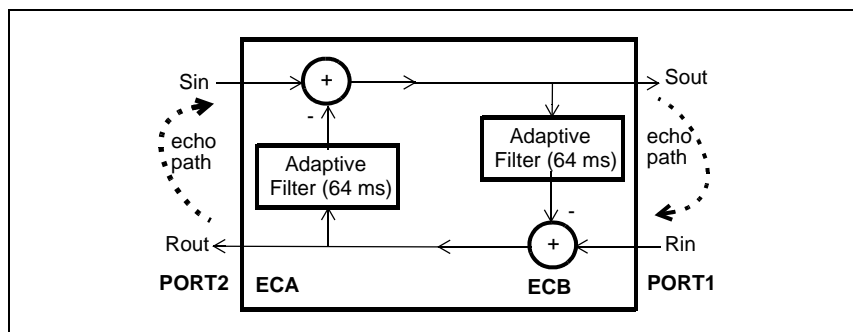 Sin
+
Sout
-
echo
path
Adaptive
Filter (64 ms)
Adaptive
Filter (64 ms)
echo
path
-
Rout
+
Rin
PORT2
ECA
ECB
PORT1